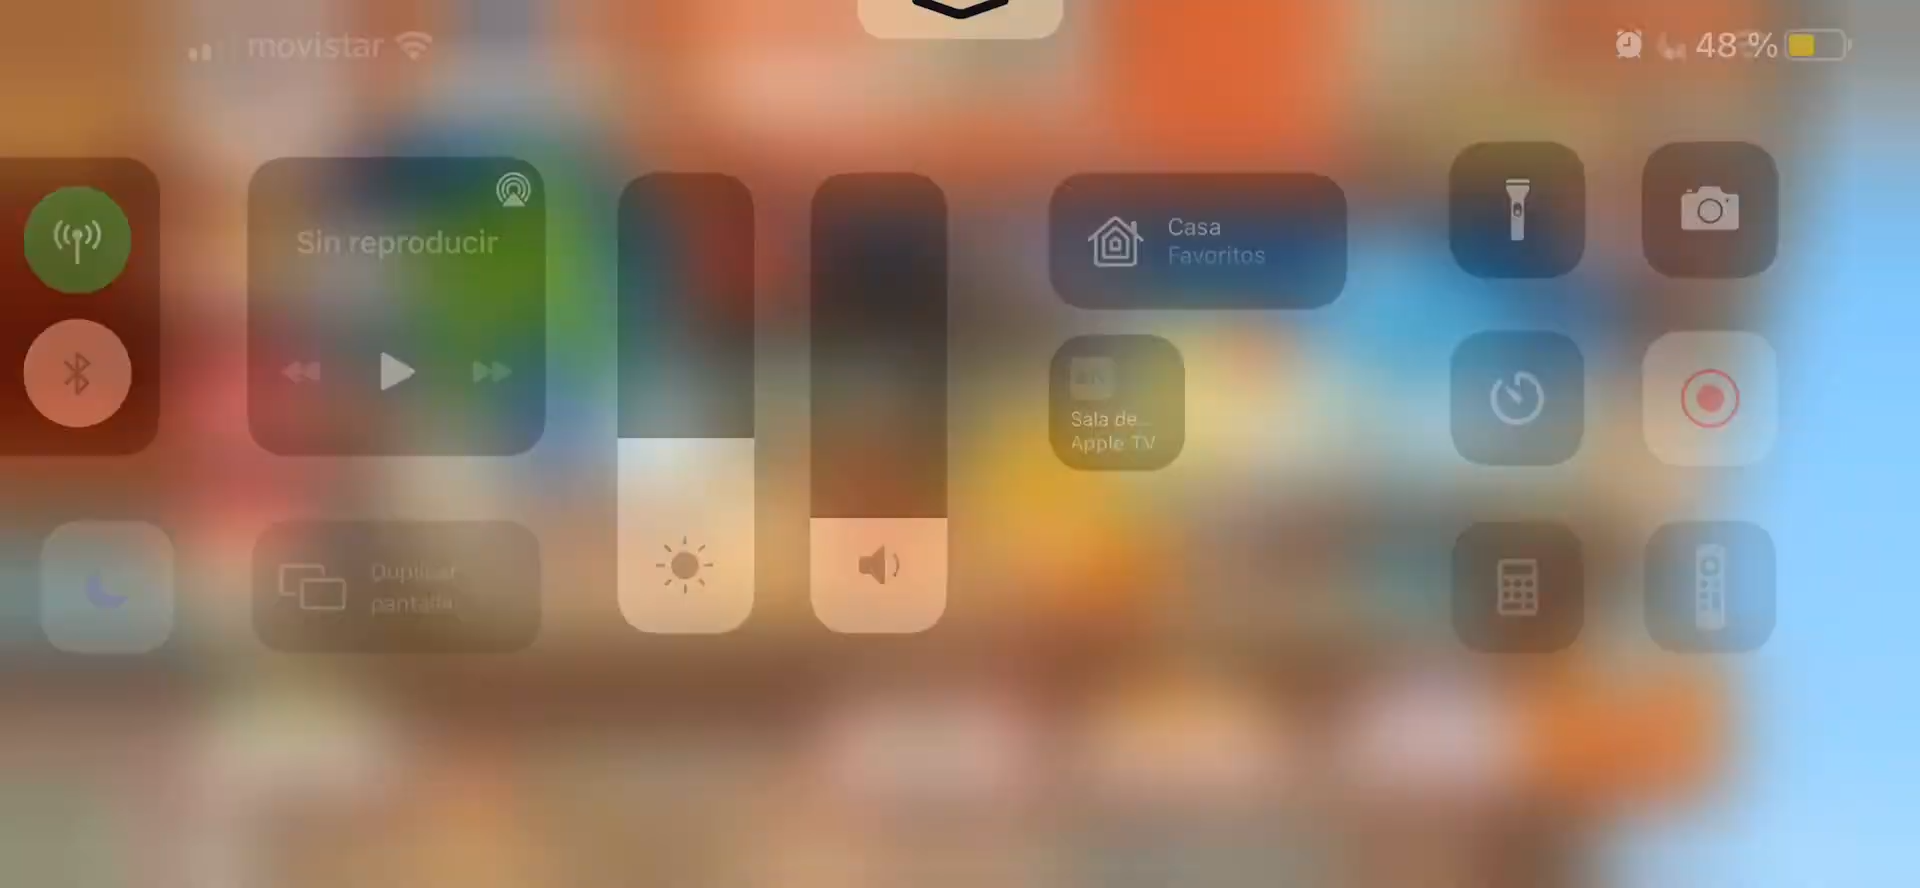 movistar
48 %
Sin reproducir
Casa
Favoritos
Sala de...
Apple TV
Duplicar
pantalla